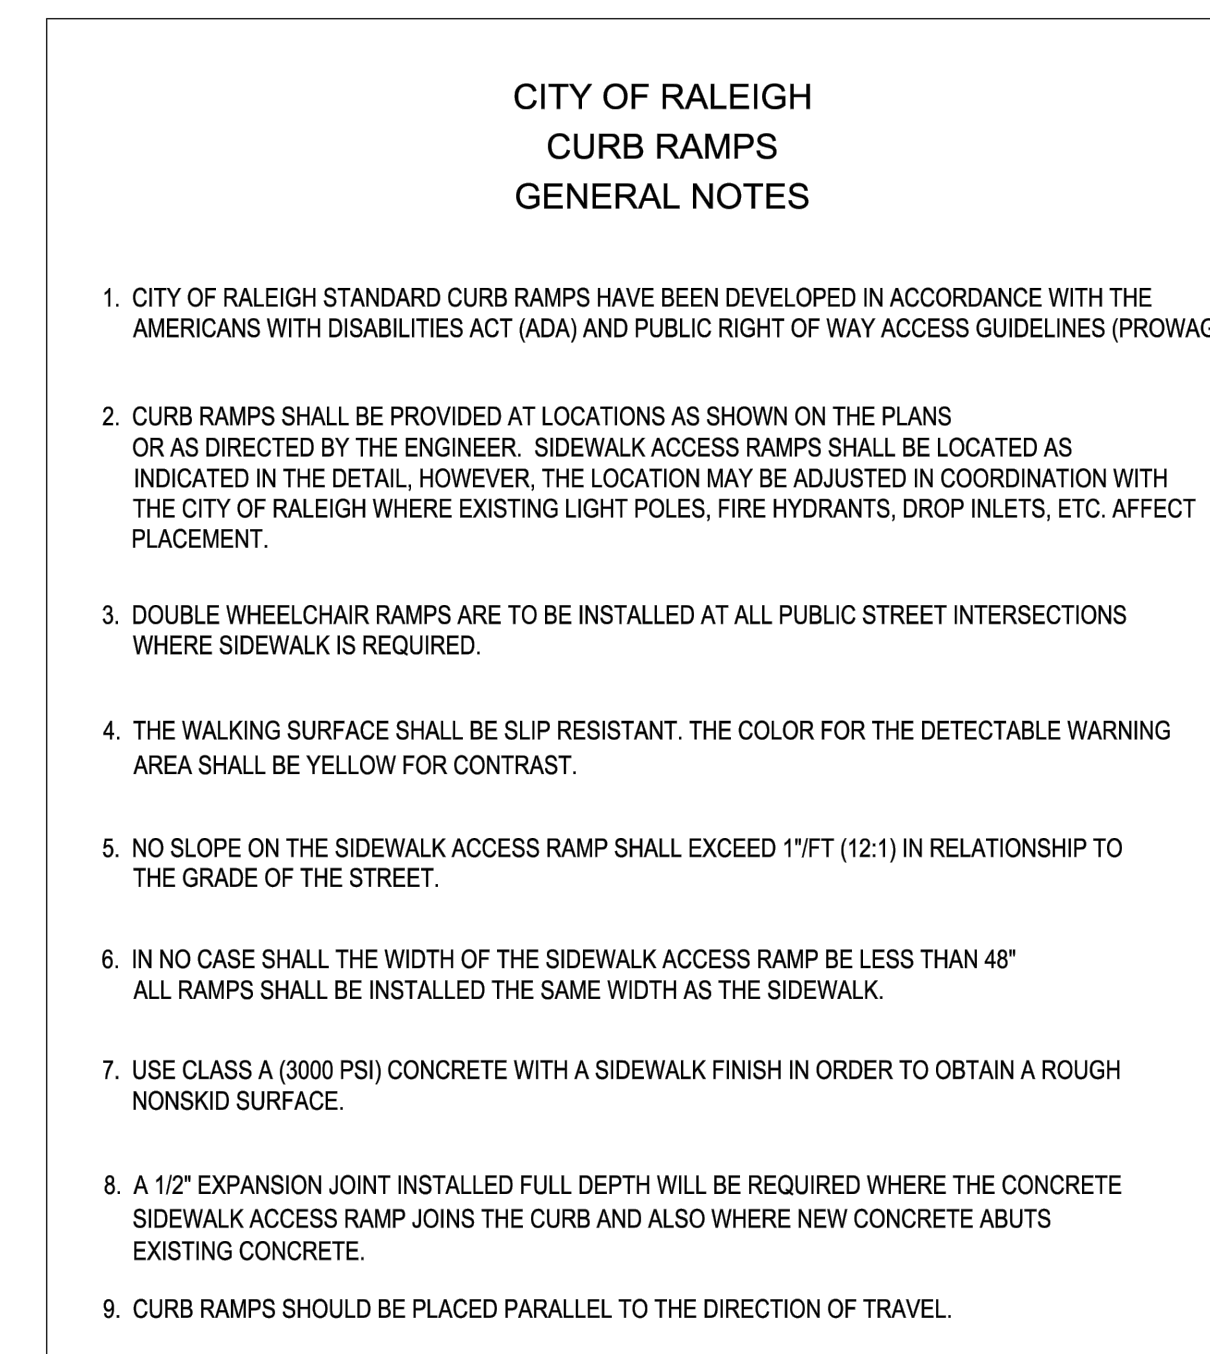 CITY OF RALEIGH
CURB RAMPS
GENERAL NOTES
1. CITY OF RALEIGH STANDARD CURB RAMPS HAVE BEEN DEVELOPED IN ACCORDANCE WITH THE
AMERICANS WITH DISABILITIES ACT (ADA) AND PUBLIC RIGHT OF WAY ACCESS GUIDELINES (PROWAG
2. CURB RAMPS SHALL BE PROVIDED AT LOCATIONS AS SHOWN ON THE PLANS
OR AS DIRECTED BY THE ENGINEER. SIDEWALK ACCESS RAMPS SHALL BE LOCATED AS
INDICATED IN THE DETAIL, HOWEVER, THE LOCATION MAY BE ADJUSTED IN COORDINATION WITH
THE CITY OF RALEIGH WHERE EXISTING LIGHT POLES, FIRE HYDRANTS, DROP INLETS, ETC. AFFECT
PLACEMENT.
3. DOUBLE WHEELCHAIR RAMPS ARE TO BE INSTALLED AT ALL PUBLIC STREET INTERSECTIONS
WHERE SIDEWALK IS REQUIRED.
4. THE WALKING SURFACE SHALL BE SLIP RESISTANT. THE COLOR FOR THE DETECTABLE WARNING
AREA SHALL BE YELLOW FOR CONTRAST.
5. NO SLOPE ON THE SIDEWALK ACCESS RAMP SHALL EXCEED 1"/FT (12:1) IN RELATIONSHIP TO
THE GRADE OF THE STREET.
6. IN NO CASE SHALL THE WIDTH OF THE SIDEWALK ACCESS RAMP BE LESS THAN 48"
ALL RAMPS SHALL BE INSTALLED THE SAME WIDTH AS THE SIDEWALK.
7. USE CLASS A (3000 PSI) CONCRETE WITH A SIDEWALK FINISH IN ORDER TO OBTAIN A ROUGH
NONSKID SURFACE.
8. A 1/2" EXPANSION JOINT INSTALLED FULL DEPTH WILL BE REQUIRED WHERE THE CONCRETE
SIDEWALK ACCESS RAMP JOINS THE CURB AND ALSO WHERE NEW CONCRETE ABUTS
EXISTING CONCRETE.
9. CURB RAMPS SHOULD BE PLACED PARALLEL TO THE DIRECTION OF TRAVEL.